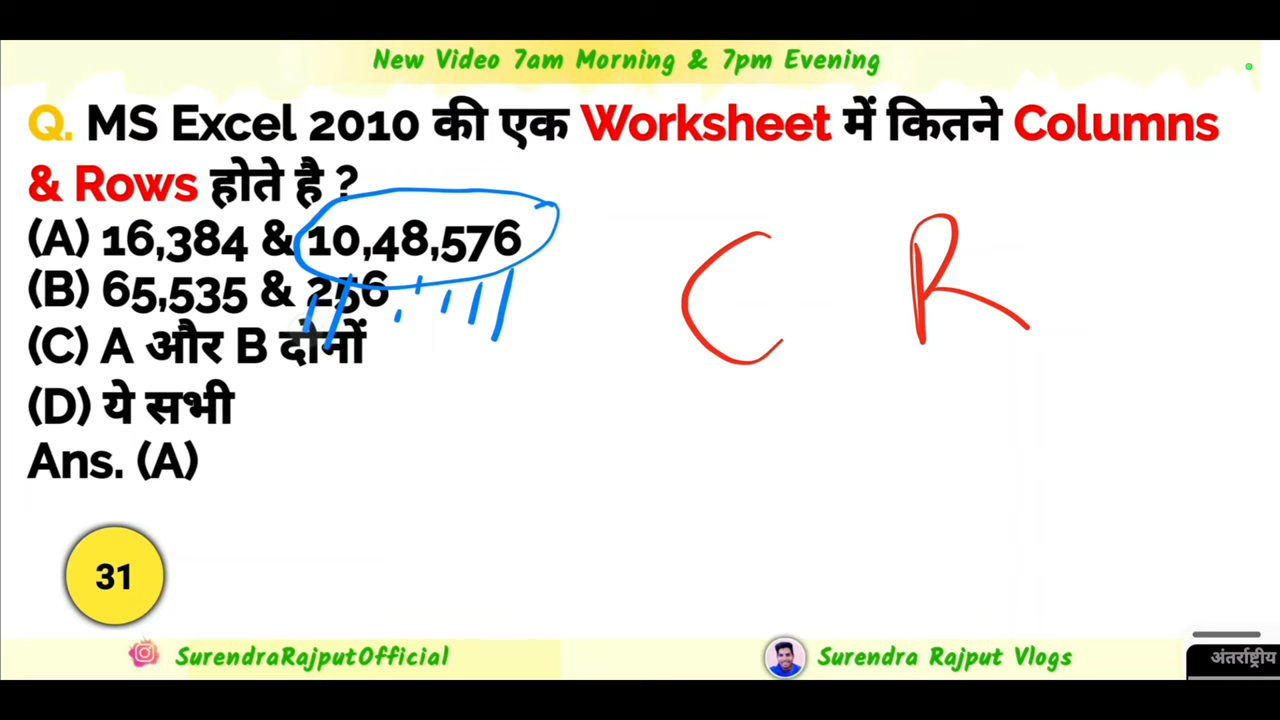 New Video 7am Morning & 7pm Evening
Q. MS Excel 2010 की एक Worksheet में कितने Columns
& Rows होते है ?
(A) 16,384 & 10,48,576
(B) 65,535 & 256
(C) A और B दोनों
(D) ये सभी
Ans. (A)
C R
31
SurendraRajputOfficial
Surendra Rajput Vlogs
अंतर्राष्ट्रीय